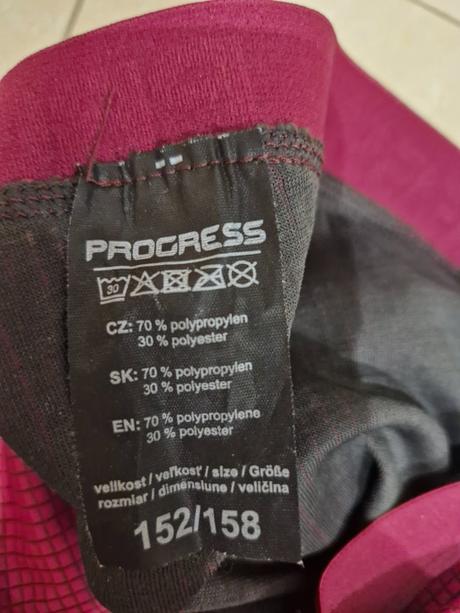 PROGRESS
30
CZ: 70 % polypropylen
30 % polyester
SK: 70 % polypropylen
30 % polyester
EN: 70 % polypropylene
30 % polyester
velikost / veľkosť / size / Größe
rozmiar / dimensiune / veličina
152/158